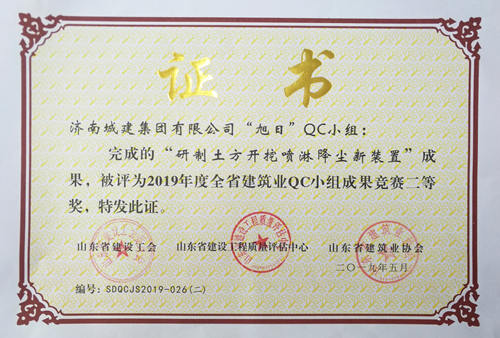 证书
济南城建集团有限公司“旭日”QC小组：
完成的“研制土方开挖喷淋降尘新装置”成
果，被评为2019年度全省建筑业QC小组成果竞赛二等
奖，特发此证。
山东省建设工会 山东省建设工程质量评估中心 山东省建筑业协会
二〇一九年五月
编号：SDQCJS2019-026(二)